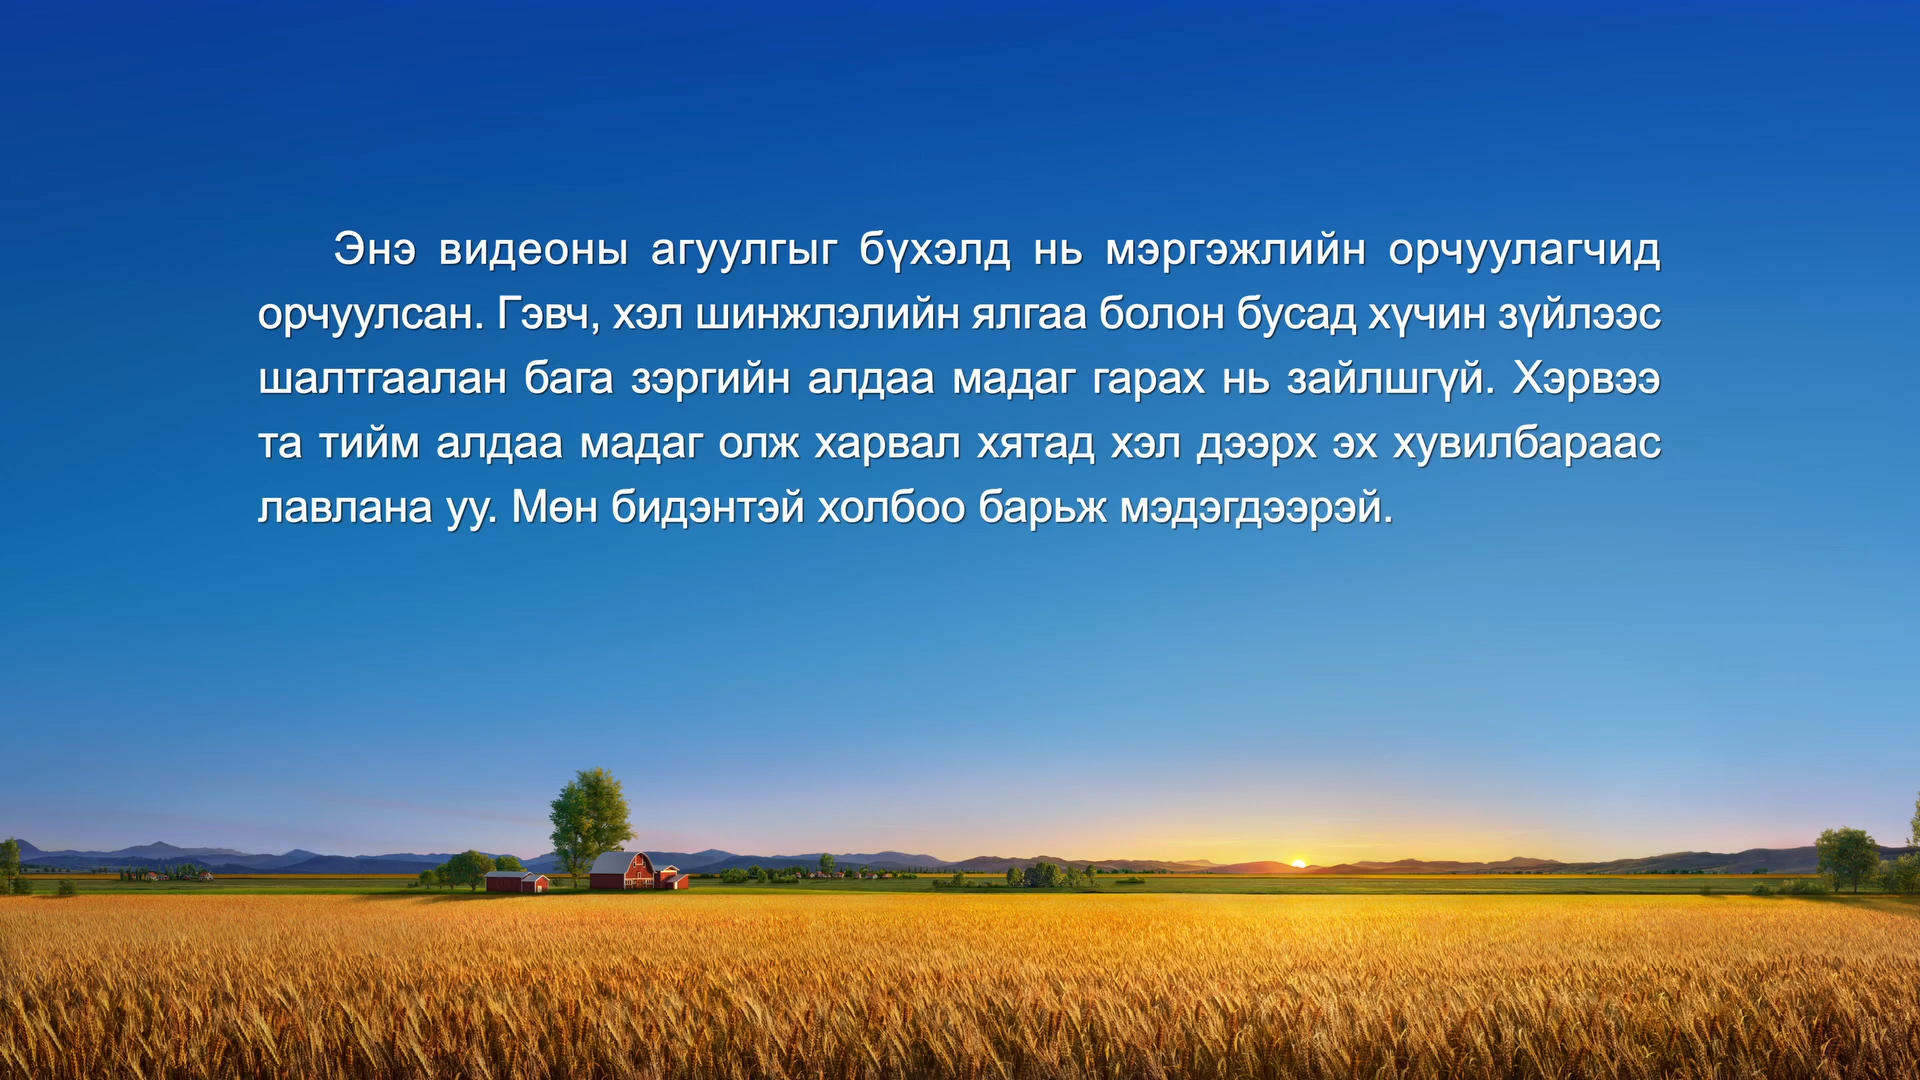 Энэ видеоны агуулгыг бүхэлд нь мэргэжлийн орчуулагчид
орчуулсан. Гэвч, хэл шинжлэлийн ялгаа болон бусад хүчин зүйлээс
шалтгаалан бага зэргийн алдаа мадаг гарах нь зайлшгүй. Хэрвээ
та тийм алдаа мадаг олж харвал хятад хэл дээрх эх хувилбараас
лавлана уу. Мөн бидэнтэй холбоо барьж мэдэгдээрэй.